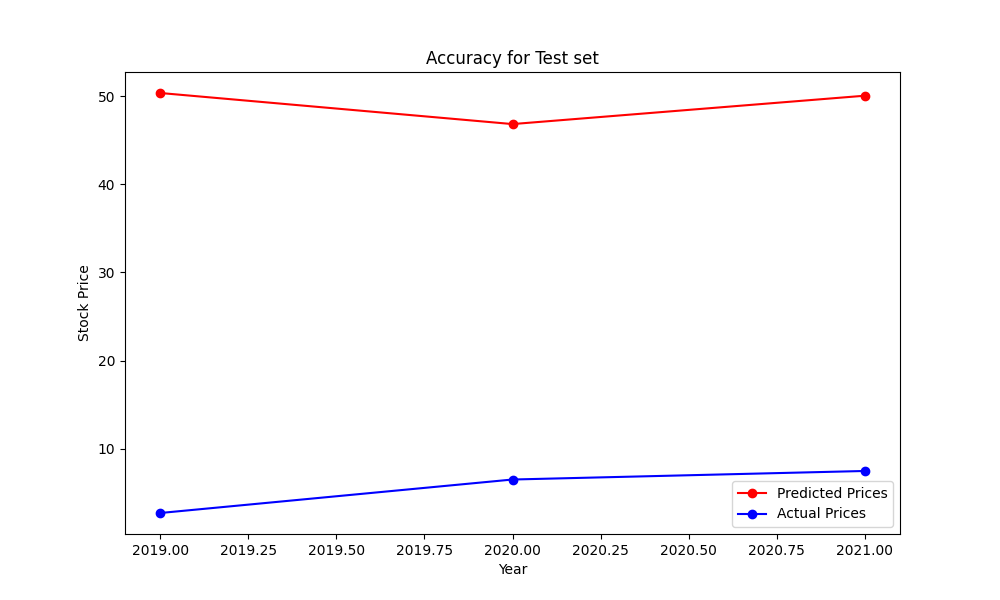 Accuracy for Test set
50
40
30
20
10
Stock Price
Predicted Prices
Actual Prices
2019.00 2019.25 2019.50 2019.75 2020.00 2020.25 2020.50 2020.75 2021.00
Year